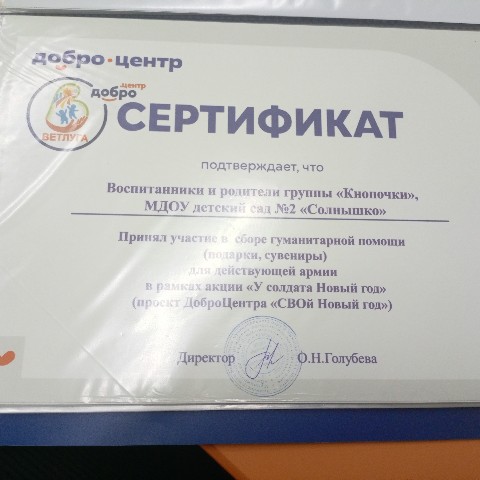 добро.центр
добро.центр
ВЕТЛУГА
СЕРТИФИКАТ
подтверждает, что
Воспитанники и родители группы «Кнопочки»,
МДОУ детский сад №2 «Солнышко»
Принял участие в сборе гуманитарной помощи
(подарки, сувениры)
для действующей армии
в рамках акции «У солдата Новый год»
(проект ДоброЦентра «СВОй Новый год»)
Директор О.Н.Голубева